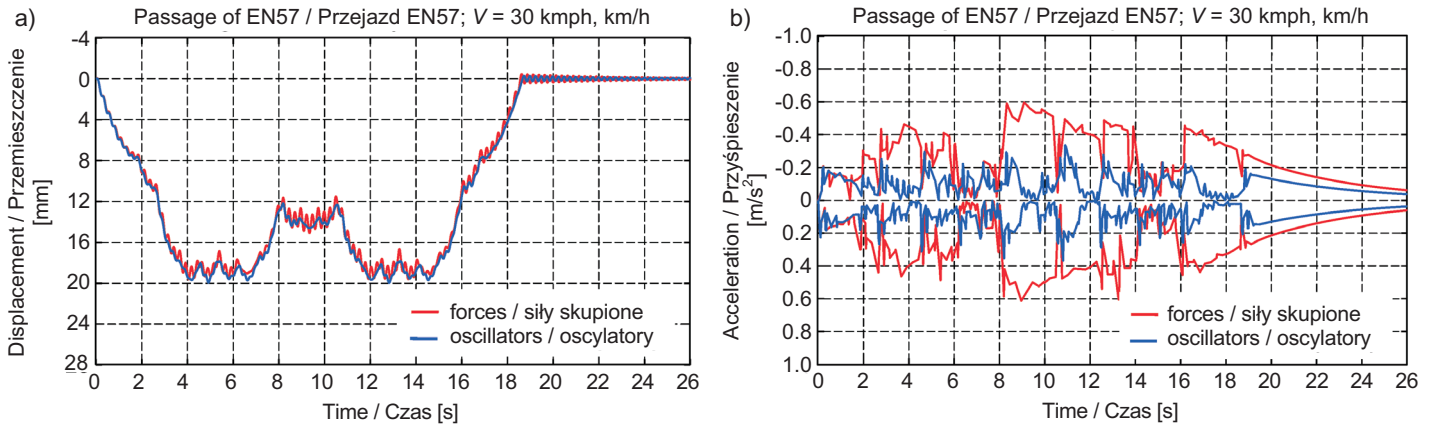 a)
Passage of EN57 / Przejazd EN57; V = 30 kmph, km/h
Displacement / Przemieszczenie
[mm]
-4
0
4
8
12
16
20
24
28
forces / siły skupione
oscillators / oscylatory
0 2 4 6 8 10 12 14 16 18 20 22 24 26
Time / Czas [s]
b)
Passage of EN57 / Przejazd EN57; V = 30 kmph, km/h
Acceleration / Przyśpieszenie
[m/s²]
-1.0
-0.8
-0.6
-0.4
-0.2
0
0.2
0.4
0.6
0.8
1.0
forces / siły skupione
oscillators / oscylatory
0 2 4 6 8 10 12 14 16 18 20 22 24 26
Time / Czas [s]